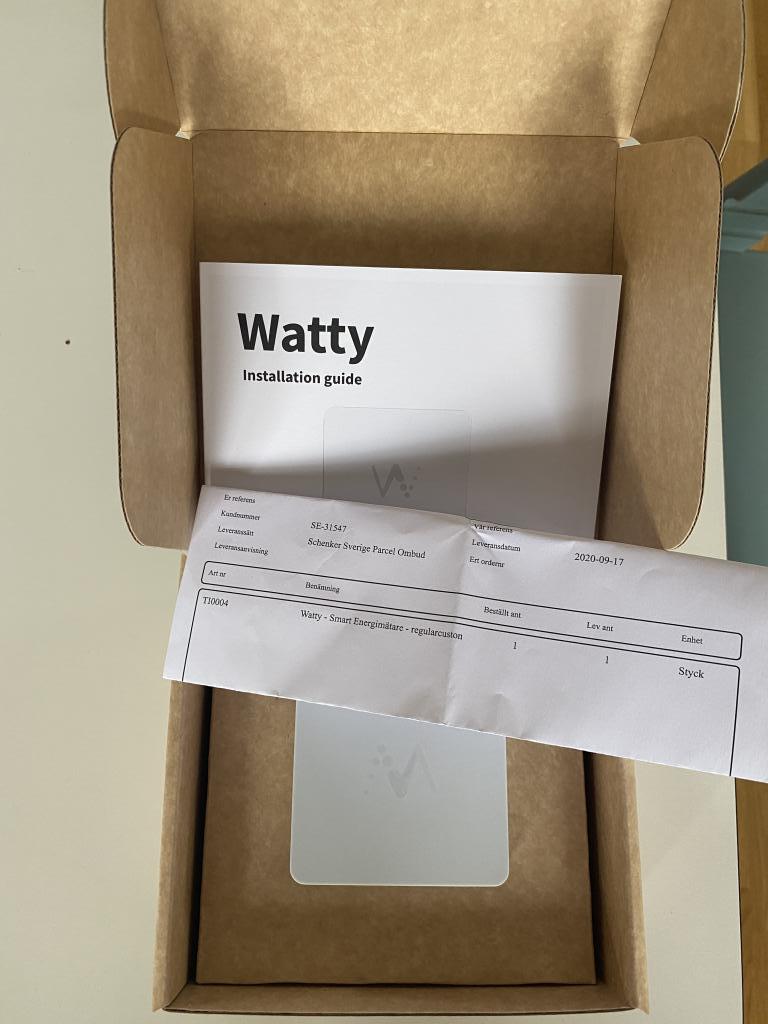 Watty
Installation guide
Er referens
Kundnummer SE-31547
Leveranssätt Schenker Sverige Parcel Ombud
Leveransanvisning
Vår referens
Leveransdatum 2020-09-17
Ert ordernr
Art nr Benämning Beställt ant Lev ant Enhet
TI0004 Watty - Smart Energimätare - regularcuston 1 1 Styck